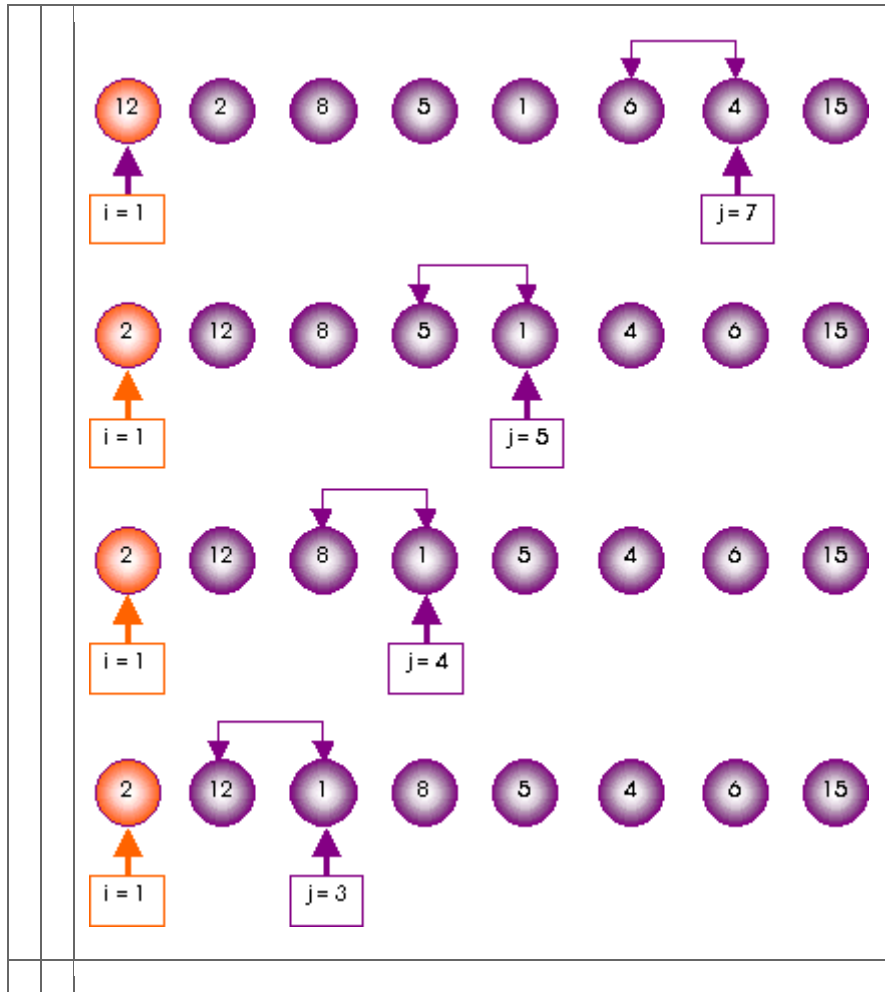 12 2 8 5 1 6 4 15
i = 1 j = 7
2 12 8 5 1 4 6 15
i = 1 j = 5
2 12 8 1 5 4 6 15
i = 1 j = 4
2 12 1 8 5 4 6 15
i = 1 j = 3